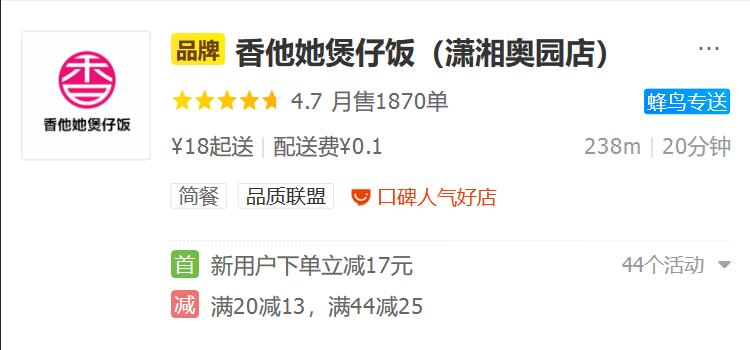 品牌 香他她煲仔饭（潇湘奥园店） ...
香他她煲仔饭
4.7 月售1870单 蜂鸟专送
¥18起送 | 配送费¥0.1 238m | 20分钟
简餐 品质联盟 口碑人气好店
首 新用户下单立减17元 44个活动
减 满20减13，满44减25